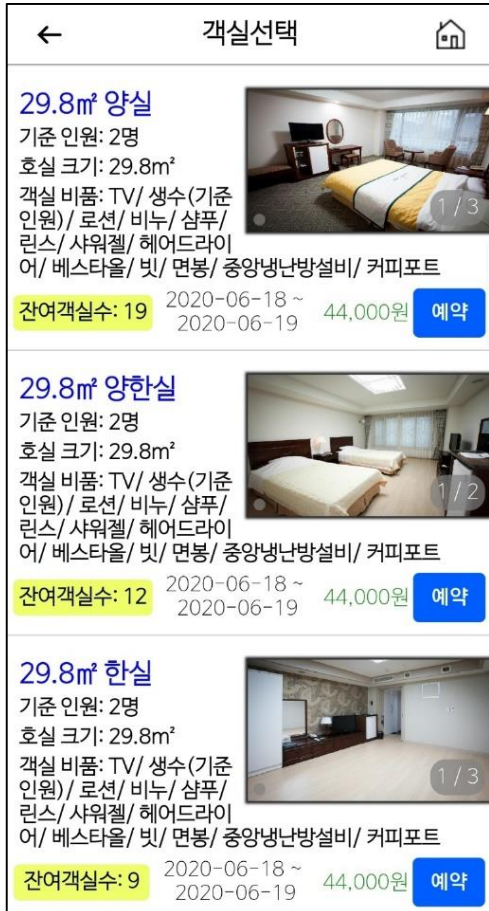 객실선택
29.8㎡ 양실
기준 인원: 2명
호실 크기: 29.8m²
객실 비품: TV/ 생수(기준
인원)/ 로션/ 비누/ 샴푸/
린스/ 샤워젤/ 헤어드라이
어/ 베스타올/ 빗/ 면봉/ 중앙냉난방설비/ 커피포트
1/3
잔여객실수: 19
2020-06-18 ~
2020-06-19
44,000원
예약
29.8㎡ 양한실
기준 인원: 2명
호실 크기: 29.8m²
객실 비품: TV/ 생수(기준
인원)/ 로션/ 비누/ 샴푸/
린스/ 샤워젤/ 헤어드라이
어/ 베스타올/ 빗/ 면봉/ 중앙냉난방설비/ 커피포트
1/2
잔여객실수: 12
2020-06-18 ~
2020-06-19
44,000원
예약
29.8㎡ 한실
기준 인원: 2명
호실 크기: 29.8m²
객실 비품: TV/ 생수(기준
인원)/ 로션/ 비누/ 샴푸/
린스/ 샤워젤/ 헤어드라이
어/ 베스타올/ 빗/ 면봉/ 중앙냉난방설비/ 커피포트
1/3
잔여객실수: 9
2020-06-18 ~
2020-06-19
44,000원
예약